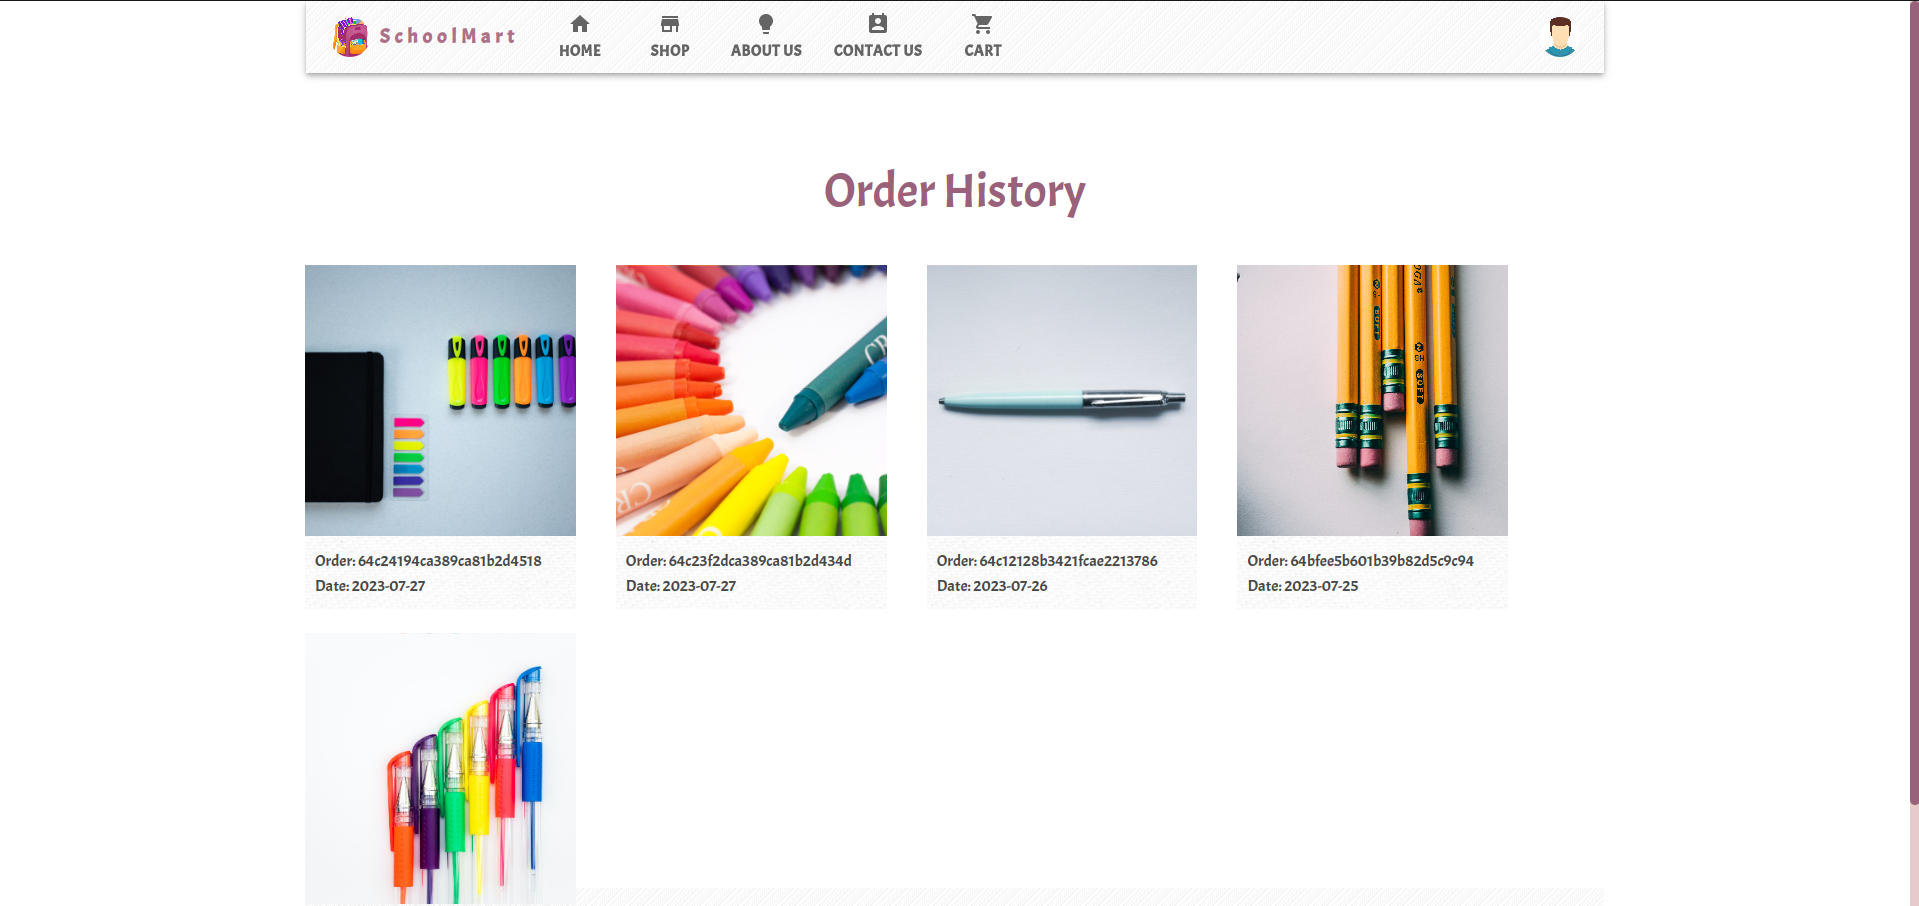 SchoolMart
HOME
SHOP
ABOUT US
CONTACT US
CART
Order History
Order: 64c24194ca389ca81b2d4518
Date: 2023-07-27
Order: 64c23f2dca389ca81b2d434d
Date: 2023-07-27
Order: 64c12128b3421fcae2213786
Date: 2023-07-26
Order: 64bfee5b601b39b82d5c9c94
Date: 2023-07-25